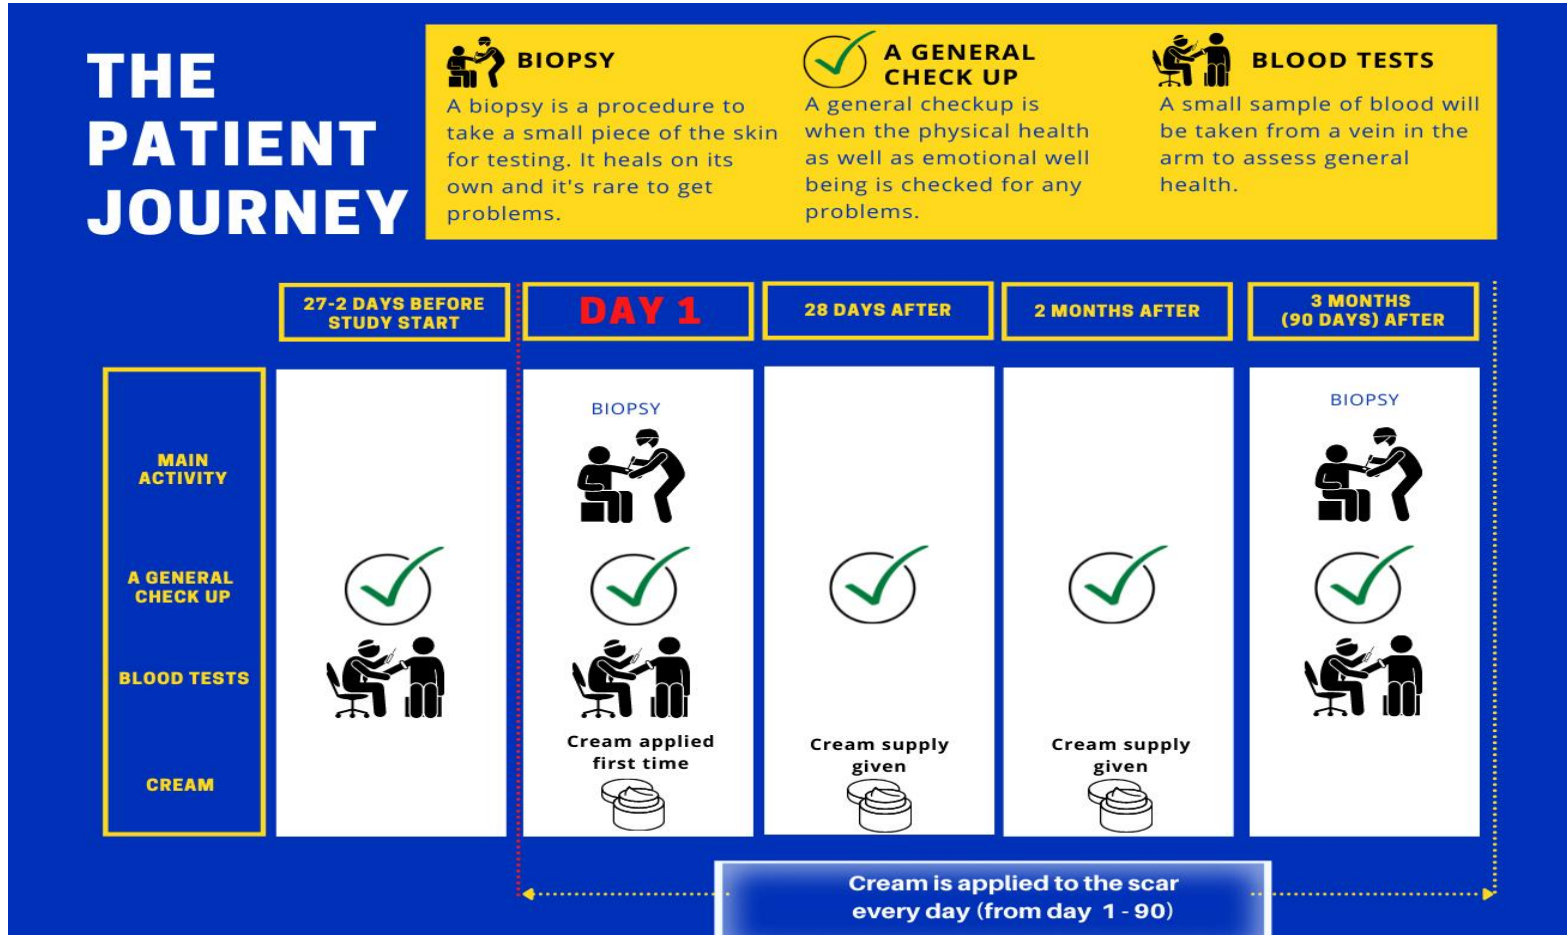 THE
PATIENT
JOURNEY
BIOPSY
A biopsy is a procedure to
take a small piece of the skin
for testing. It heals on its
own and it's rare to get
problems.
A GENERAL
CHECK UP
A general checkup is
when the physical health
as well as emotional well
being is checked for any
problems.
BLOOD TESTS
A small sample of blood will
be taken from a vein in the
arm to assess general
health.
27-2 DAYS BEFORE
STUDY START
DAY 1
28 DAYS AFTER
2 MONTHS AFTER
3 MONTHS
(90 DAYS) AFTER
MAIN
ACTIVITY
BIOPSY
BIOPSY
A GENERAL
CHECK UP
BLOOD TESTS
CREAM
Cream applied
first time
Cream supply
given
Cream supply
given
Cream is applied to the scar
every day (from day 1 - 90)